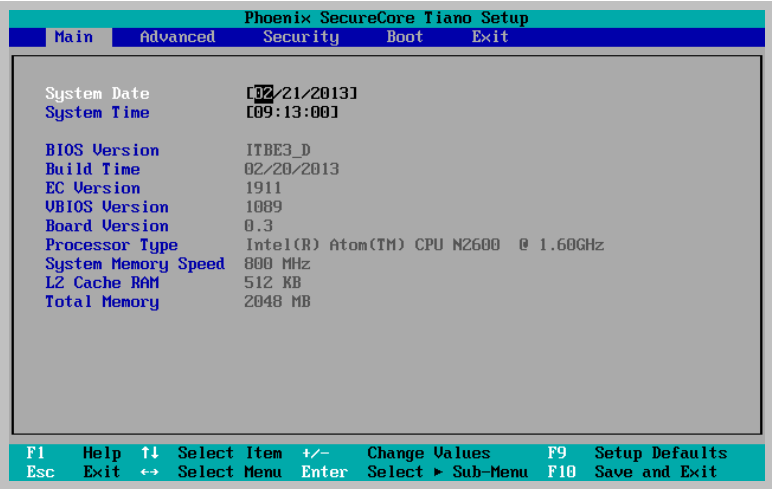 Phoenix SecureCore Tiano Setup
Main Advanced Security Boot Exit
System Date [02/21/2013]
System Time [09:13:00]
BIOS Version ITBE3_D
Build Time 02/20/2013
EC Version 1911
VBIOS Version 1089
Board Version 0.3
Processor Type Intel(R) Atom(TM) CPU N2600 @ 1.60GHz
System Memory Speed 800 MHz
L2 Cache RAM 512 KB
Total Memory 2048 MB
F1 Help ↑↓ Select Item +/- Change Values F9 Setup Defaults
Esc Exit ↔ Select Menu Enter Select ► Sub-Menu F10 Save and Exit